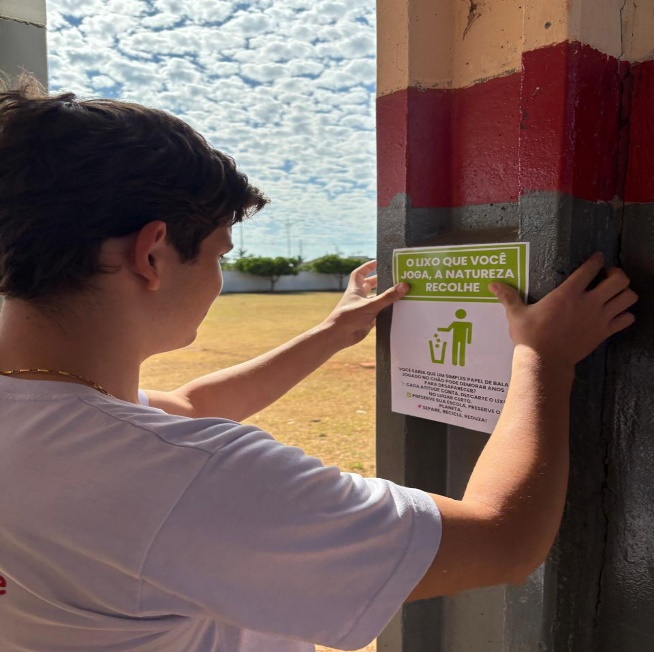 O LIXO QUE VOCÊ
JOGA, A NATUREZA
RECOLHE
VOCÊ SABIA QUE UM SIMPLES PAPEL DE BALA
JOGADO NO CHÃO PODE DEMORAR ANOS
PARA DESAPARECER?
CADA ATITUDE CONTA. DESCARTE O LIXO
NO LUGAR CERTO.
PRESERVE SUA ESCOLA, PRESERVE O
PLANETA.
SEPARE, RECICLE, REDUZA!
e